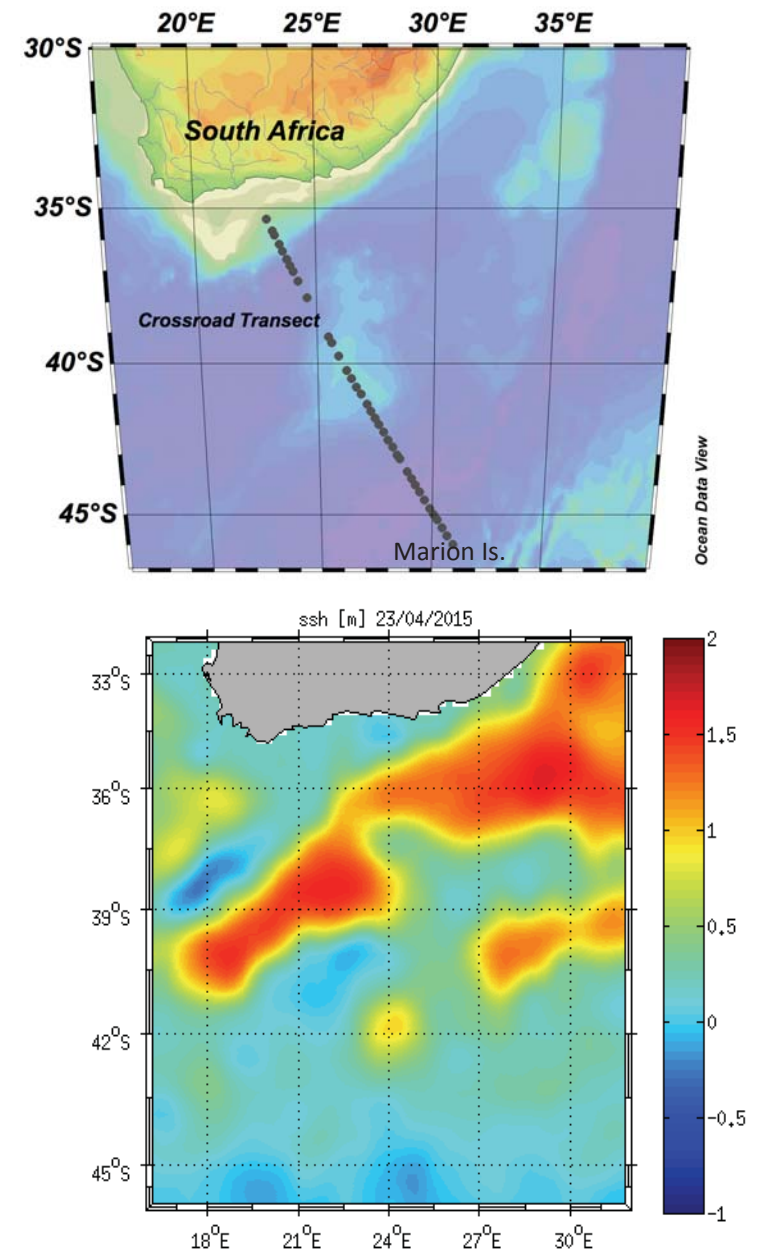 20°E 25°E 30°E 35°E
30°S
South Africa
35°S
Crossroad Transect
40°S
45°S
Marion Is.
Ocean Data View
ssh [m] 23/04/2015
2
33°S
1.5
36°S
1
39°S
0.5
0
42°S
-0.5
45°S
-1
18°E 21°E 24°E 27°E 30°E